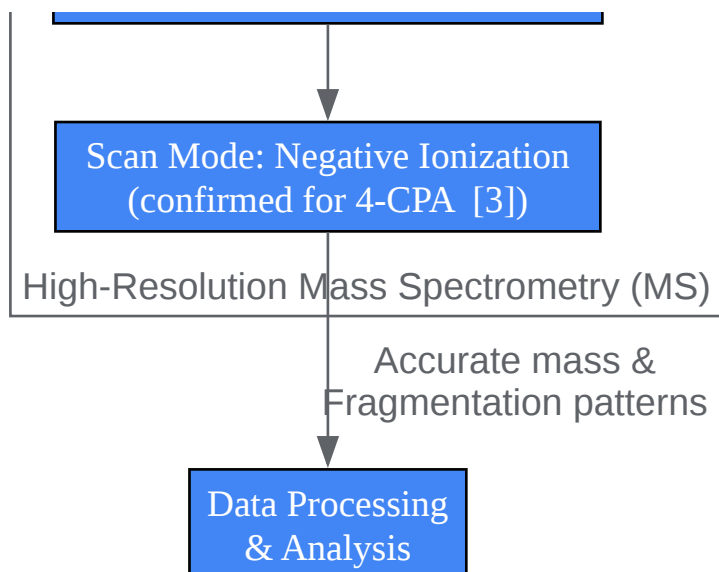 Scan Mode: Negative Ionization
(confirmed for 4-CPA [3])
High-Resolution Mass Spectrometry (MS)
Accurate mass &
Fragmentation patterns
Data Processing
& Analysis